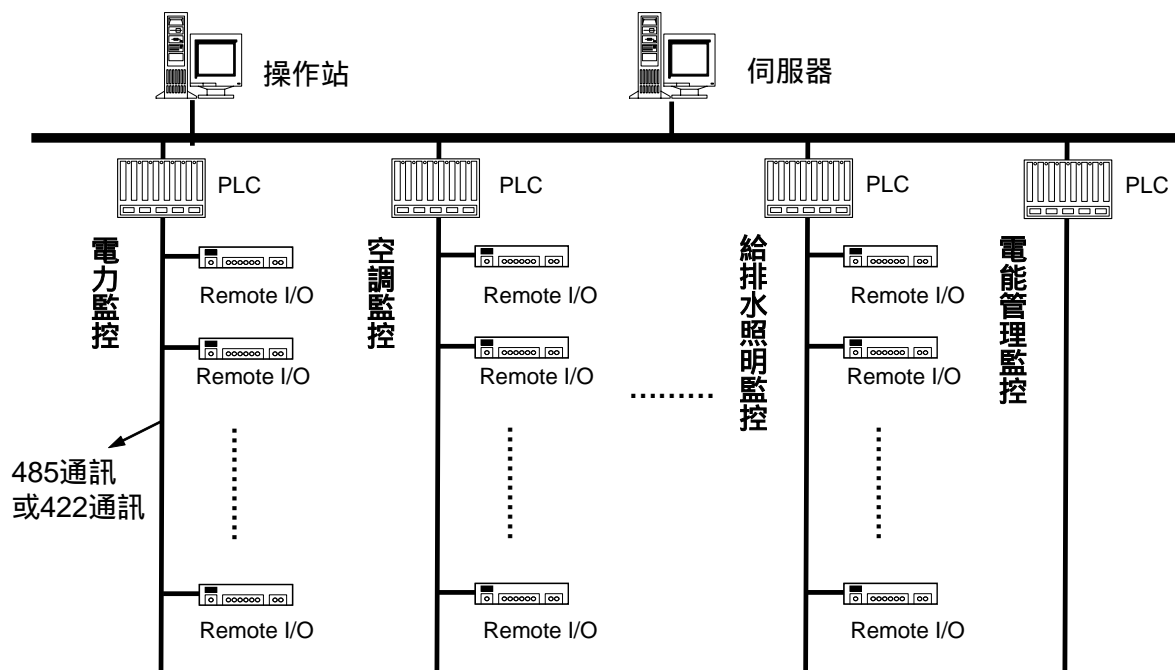 操作站
伺服器
PLC
PLC
PLC
PLC
電力監控
空調監控
給排水照明監控
電能管理監控
Remote I/O
Remote I/O
Remote I/O
Remote I/O
Remote I/O
Remote I/O
485通訊
或422通訊
Remote I/O
Remote I/O
Remote I/O